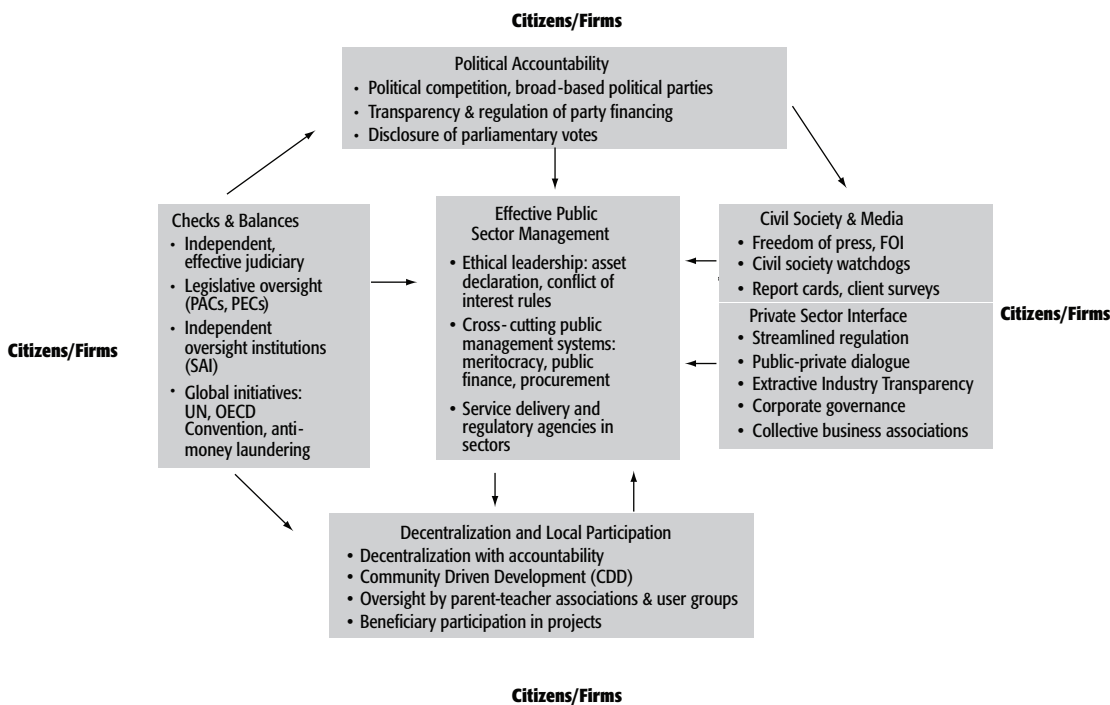 Citizens/Firms
Political Accountability
• Political competition, broad-based political parties
• Transparency & regulation of party financing
• Disclosure of parliamentary votes
Checks & Balances
• Independent,
effective judiciary
• Legislative oversight
(PACs, PECs)
• Independent
oversight institutions
(SAI)
• Global initiatives:
UN, OECD
Convention, anti-
money laundering
Effective Public
Sector Management
• Ethical leadership: asset
declaration, conflict of
interest rules
• Cross-cutting public
management systems:
meritocracy, public
finance, procurement
• Service delivery and
regulatory agencies in
sectors
Civil Society & Media
• Freedom of press, FOI
• Civil society watchdogs
• Report cards, client surveys
Private Sector Interface
• Streamlined regulation
• Public-private dialogue
• Extractive Industry Transparency
• Corporate governance
• Collective business associations
Citizens/Firms
Citizens/Firms
Decentralization and Local Participation
• Decentralization with accountability
• Community Driven Development (CDD)
• Oversight by parent-teacher associations & user groups
• Beneficiary participation in projects
Citizens/Firms